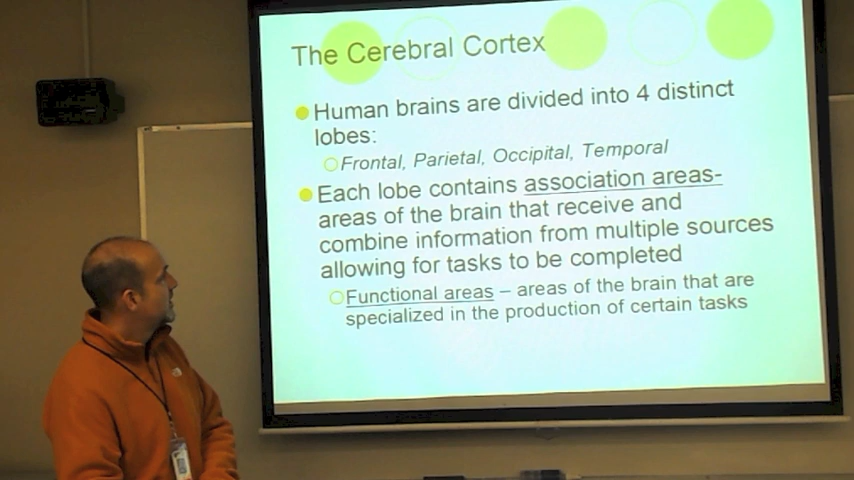 The Cerebral Cortex
Human brains are divided into 4 distinct
lobes:
Frontal, Parietal, Occipital, Temporal
Each lobe contains association areas-
areas of the brain that receive and
combine information from multiple sources
allowing for tasks to be completed
Functional areas – areas of the brain that are
specialized in the production of certain tasks